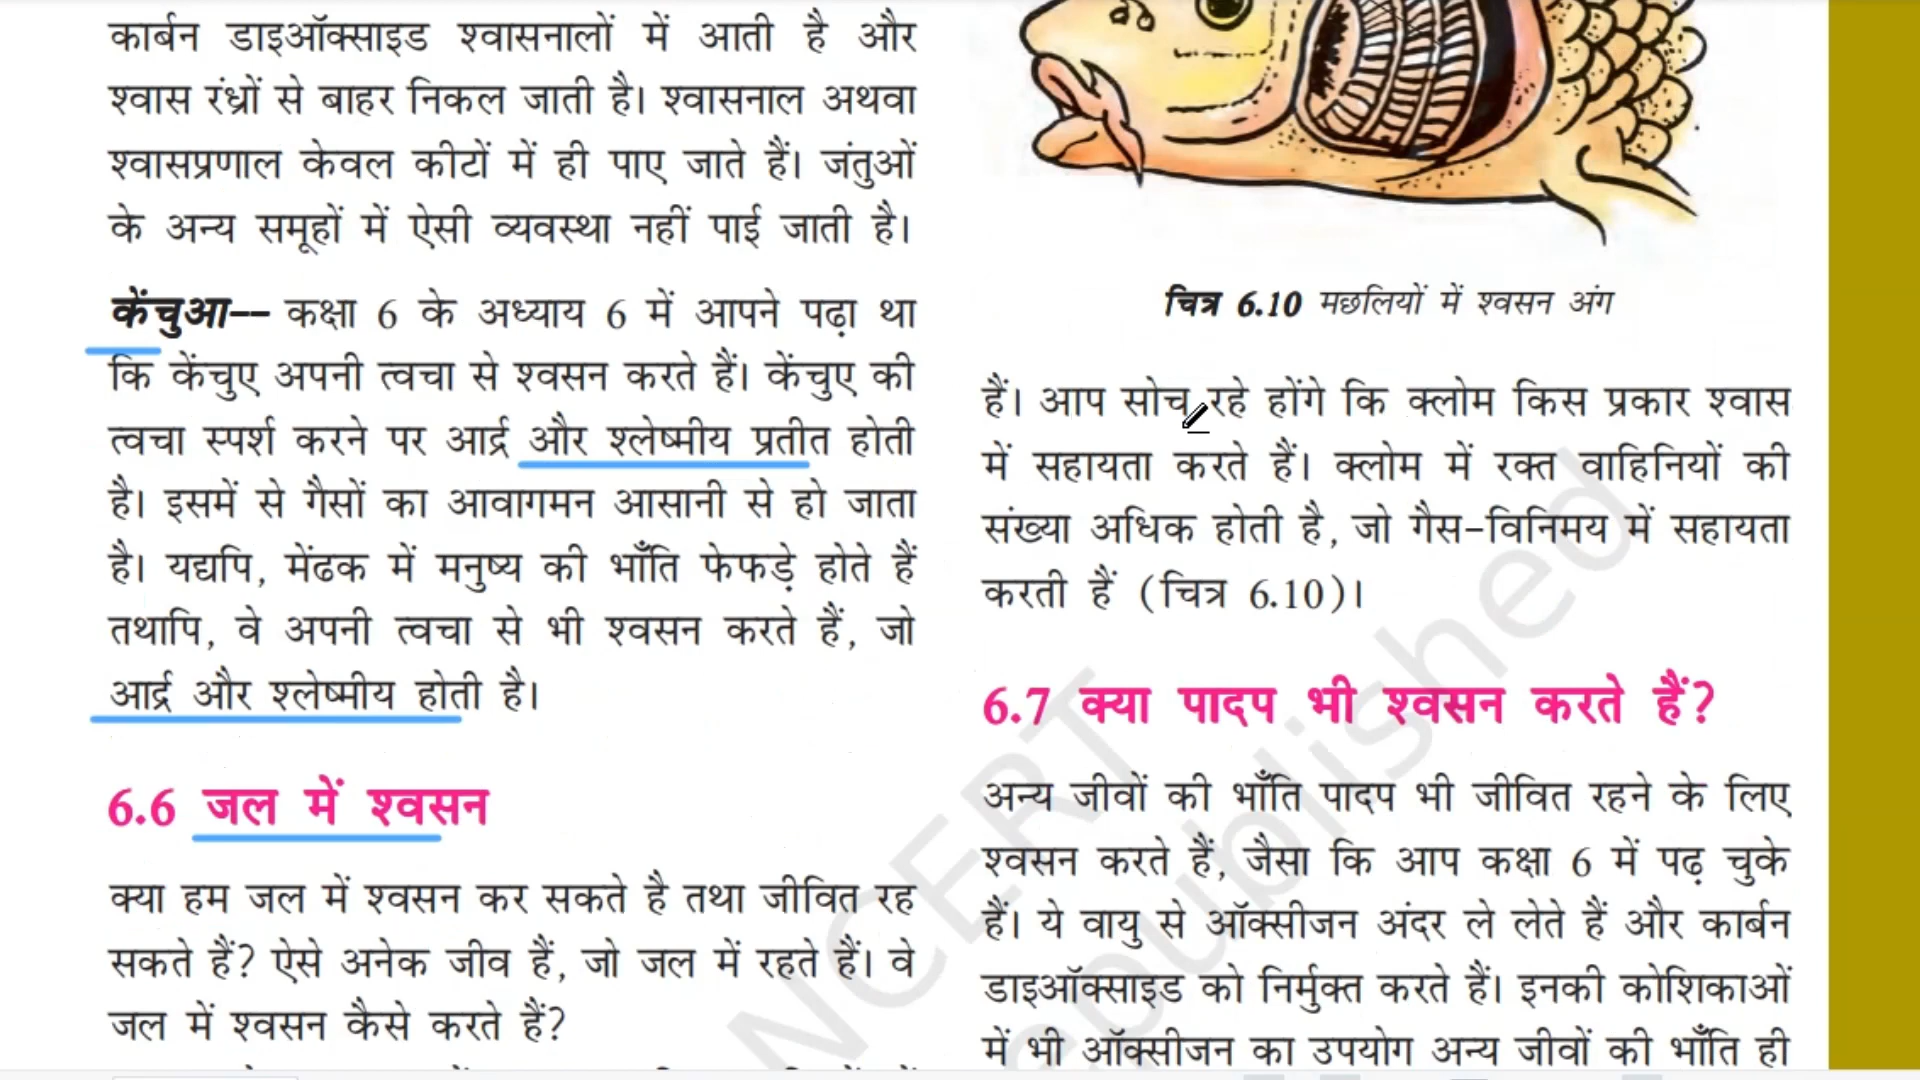 कार्बन डाइऑक्साइड श्वासनालों में आती है और
श्वास रंध्रों से बाहर निकल जाती है। श्वासनाल अथवा
श्वासप्रणाल केवल कीटों में ही पाए जाते हैं। जंतुओं
के अन्य समूहों में ऐसी व्यवस्था नहीं पाई जाती है।
केंचुआ-- कक्षा 6 के अध्याय 6 में आपने पढ़ा था
कि केंचुए अपनी त्वचा से श्वसन करते हैं। केंचुए की
त्वचा स्पर्श करने पर आर्द्र और श्लेष्मीय प्रतीत होती
है। इसमें से गैसों का आवागमन आसानी से हो जाता
है। यद्यपि, मेंढक में मनुष्य की भाँति फेफड़े होते हैं
तथापि, वे अपनी त्वचा से भी श्वसन करते हैं, जो
आर्द्र और श्लेष्मीय होती है।
6.6 जल में श्वसन
क्या हम जल में श्वसन कर सकते है तथा जीवित रह
सकते हैं? ऐसे अनेक जीव हैं, जो जल में रहते हैं। वे
जल में श्वसन कैसे करते हैं?
चित्र 6.10 मछलियों में श्वसन अंग
हैं। आप सोच रहे होंगे कि क्लोम किस प्रकार श्वास
में सहायता करते हैं। क्लोम में रक्त वाहिनियों की
संख्या अधिक होती है, जो गैस-विनिमय में सहायता
करती हैं (चित्र 6.10)।
6.7 क्या पादप भी श्वसन करते हैं?
अन्य जीवों की भाँति पादप भी जीवित रहने के लिए
श्वसन करते हैं, जैसा कि आप कक्षा 6 में पढ़ चुके
हैं। ये वायु से ऑक्सीजन अंदर ले लेते हैं और कार्बन
डाइऑक्साइड को निर्मुक्त करते हैं। इनकी कोशिकाओं
में भी ऑक्सीजन का उपयोग अन्य जीवों की भाँति ही
NCERT
republished